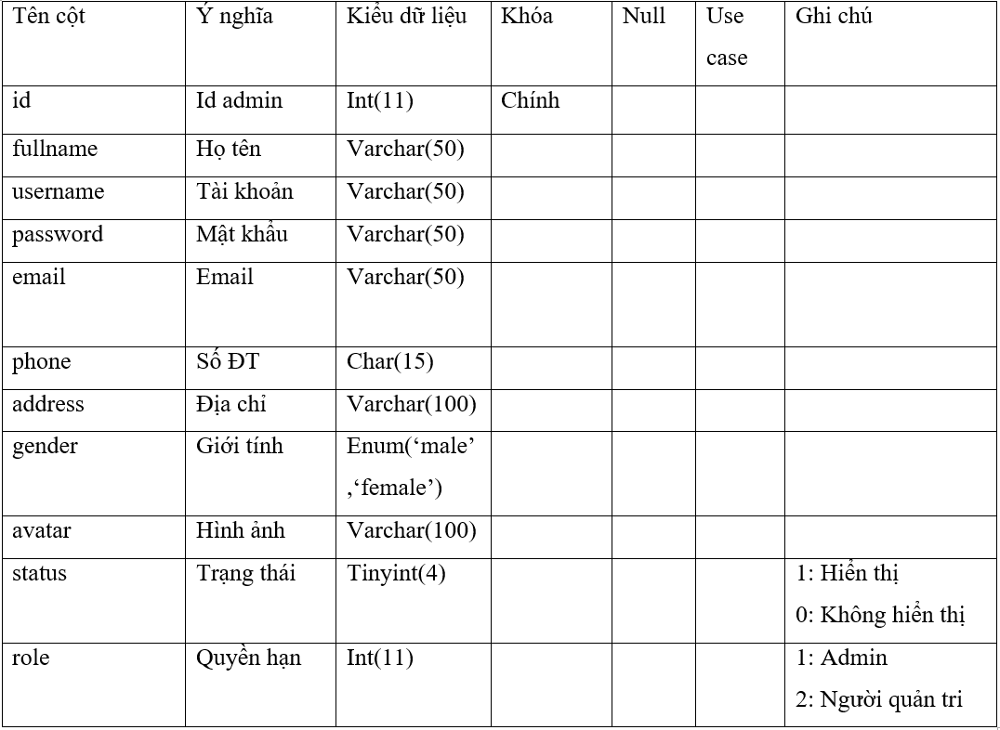 Tên cột Ý nghĩa Kiểu dữ liệu Khóa Null Use Ghi chú
case
id Id admin Int(11) Chính
fullname Họ tên Varchar(50)
username Tài khoản Varchar(50)
password Mật khẩu Varchar(50)
email Email Varchar(50)
phone Số ĐT Char(15)
address Địa chỉ Varchar(100)
gender Giới tính Enum(‘male’
,‘female’)
avatar Hình ảnh Varchar(100)
status Trạng thái Tinyint(4) 1: Hiển thị
0: Không hiển thị
role Quyền hạn Int(11) 1: Admin
2: Người quản tri